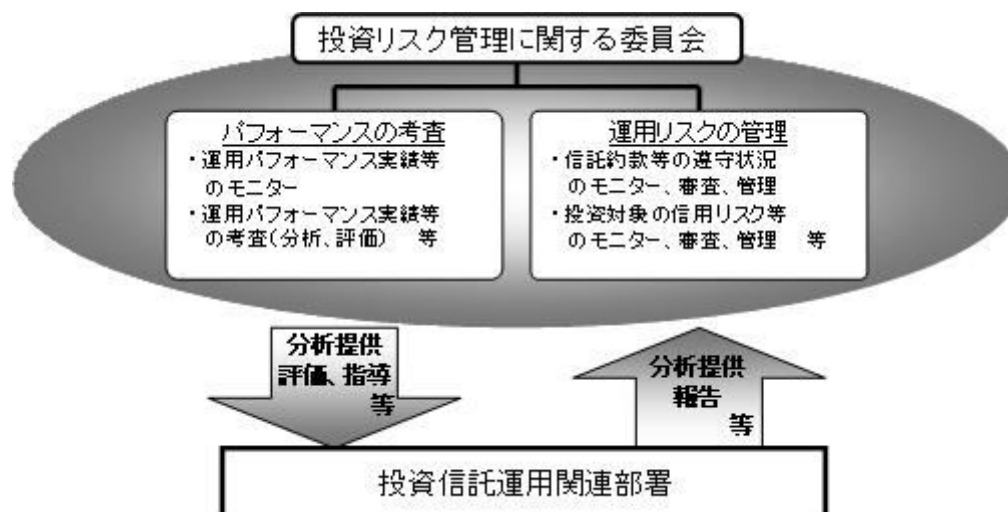 投資リスク管理に関する委員会
パフォーマンスの考査
・運用パフォーマンス実績等
のモニター
・運用パフォーマンス実績等
の考査(分析、評価) 等
運用リスクの管理
・信託約款等の遵守状況
のモニター、審査、管理
・投資対象の信用リスク等
のモニター、審査、管理 等
分析提供
評価、指導
等
分析提供
報告
等
投資信託運用関連部署